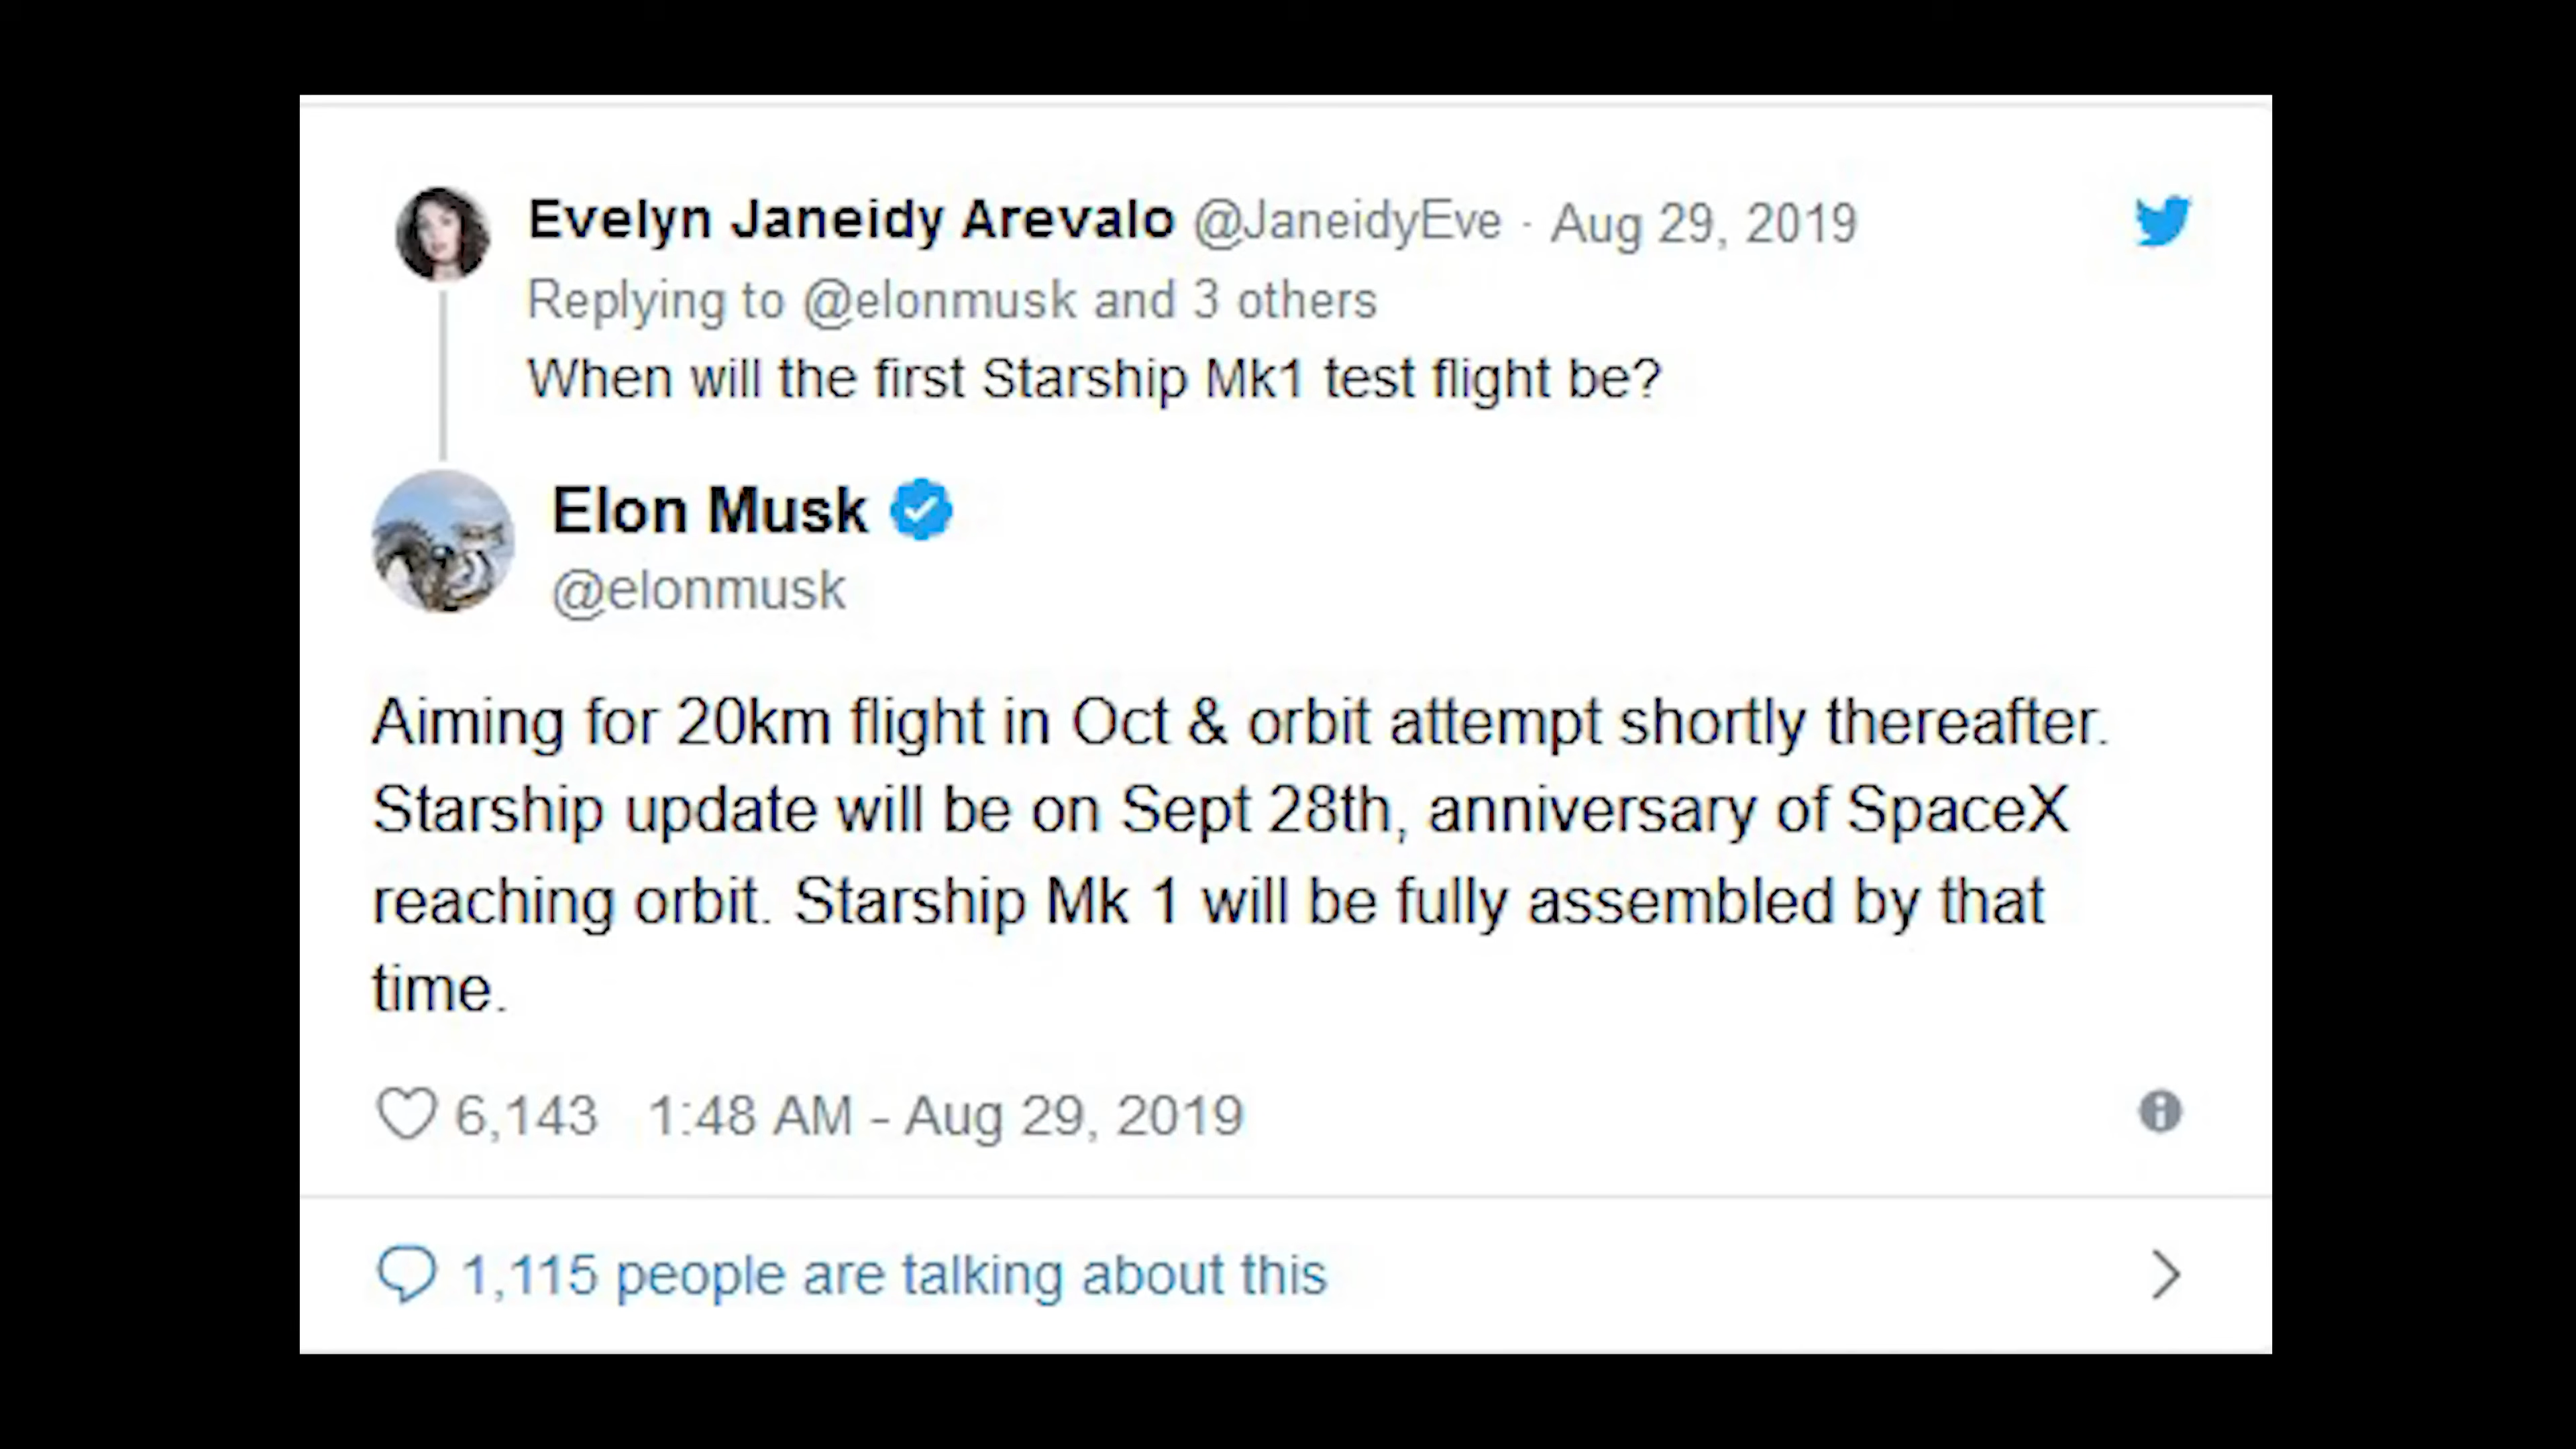 Evelyn Janeidy Arevalo @JaneidyEve · Aug 29, 2019
Replying to @elonmusk and 3 others
When will the first Starship Mk1 test flight be?
Elon Musk
@elonmusk
Aiming for 20km flight in Oct & orbit attempt shortly thereafter.
Starship update will be on Sept 28th, anniversary of SpaceX
reaching orbit. Starship Mk 1 will be fully assembled by that
time.
6,143 1:48 AM - Aug 29, 2019
1,115 people are talking about this